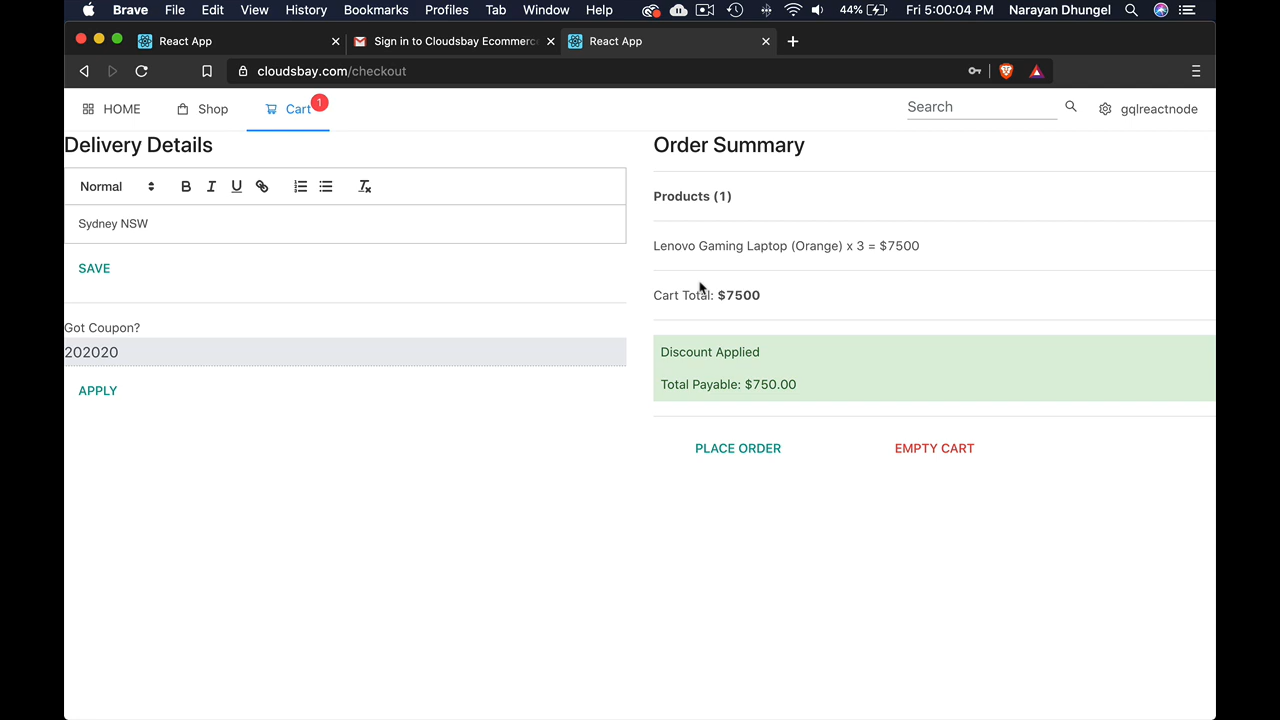 Brave File Edit View History Bookmarks Profiles Tab Window Help 44% Fri 5:00:04 PM Narayan Dhungel
React App Sign in to Cloudsbay Ecommerc React App
cloudsbay.com/checkout
HOME Shop Cart 1 Search gqlreactnode
Delivery Details
Normal B I U
Sydney NSW
SAVE
Got Coupon?
202020
APPLY
Order Summary
Products (1)
Lenovo Gaming Laptop (Orange) x 3 = $7500
Cart Total: $7500
Discount Applied
Total Payable: $750.00
PLACE ORDER EMPTY CART